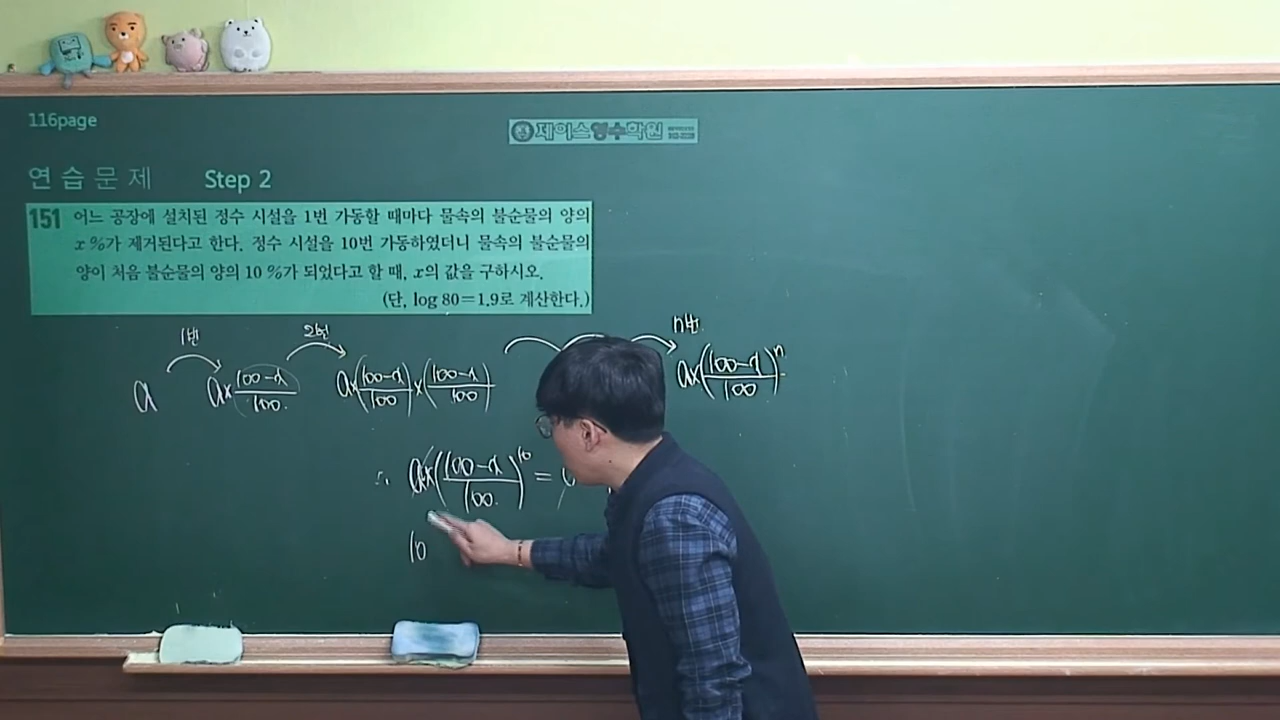 116page
제이스영수학원
연습문제 Step 2
151 어느 공장에 설치된 정수 시설을 1번 가동할 때마다 물속의 불순물의 양의
x %가 제거된다고 한다. 정수 시설을 10번 가동하였더니 물속의 불순물의
양이 처음 불순물의 양의 10 %가 되었다고 할 때, x의 값을 구하시오.
(단, log 80=1.9로 계산한다.)
1번 2번 n번.
a a×(100-x)/100. a×((100-x)/100)×((100-x)/100) a×((100-x)/100)^n
∴ a×((100-x)/100.)^10 =
10